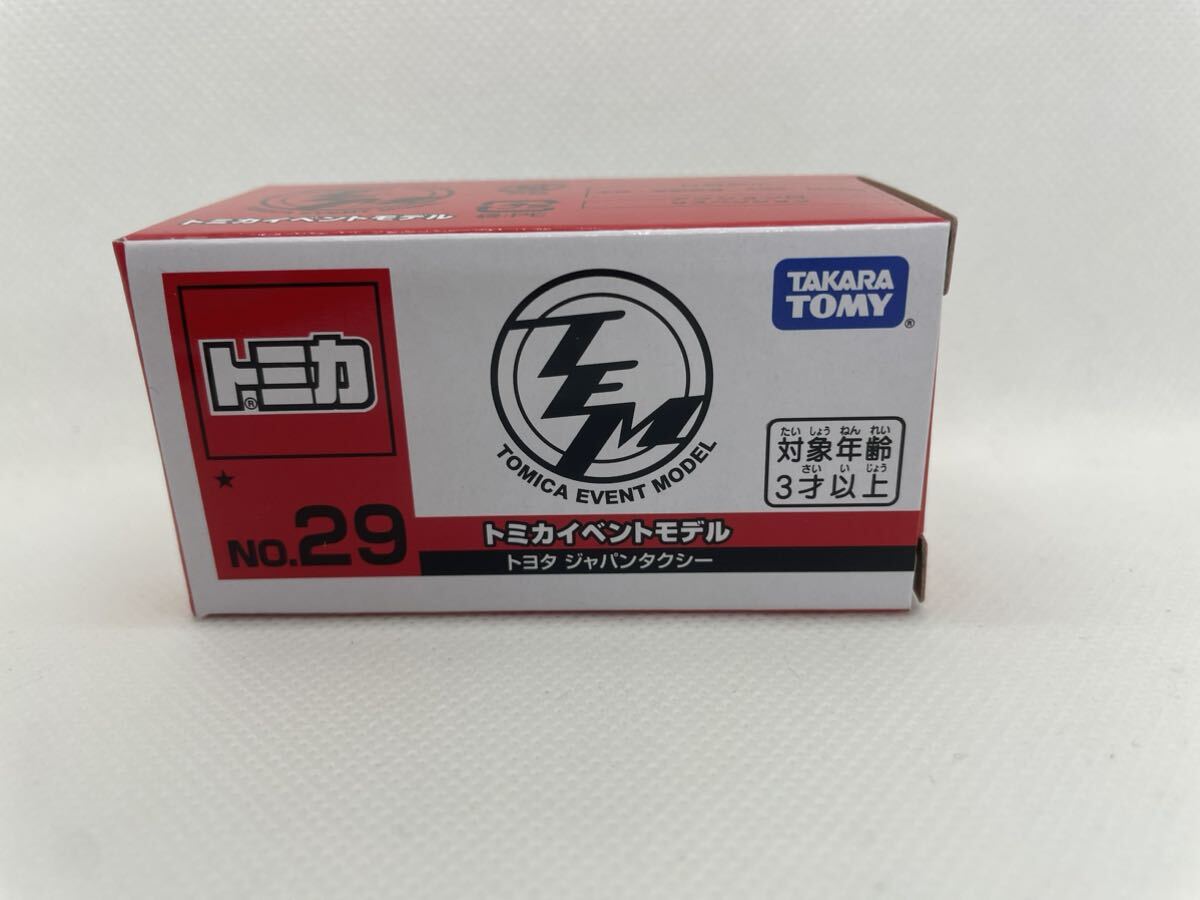 TEM
トミカイベントモデル
トミカ®
TEM
TOMICA EVENT MODEL
TAKARA
TOMY®
たいしょうねんれい
対象年齢
さいいじょう
3才以上
★
NO.29
トミカイベントモデル
トヨタ ジャパンタクシー